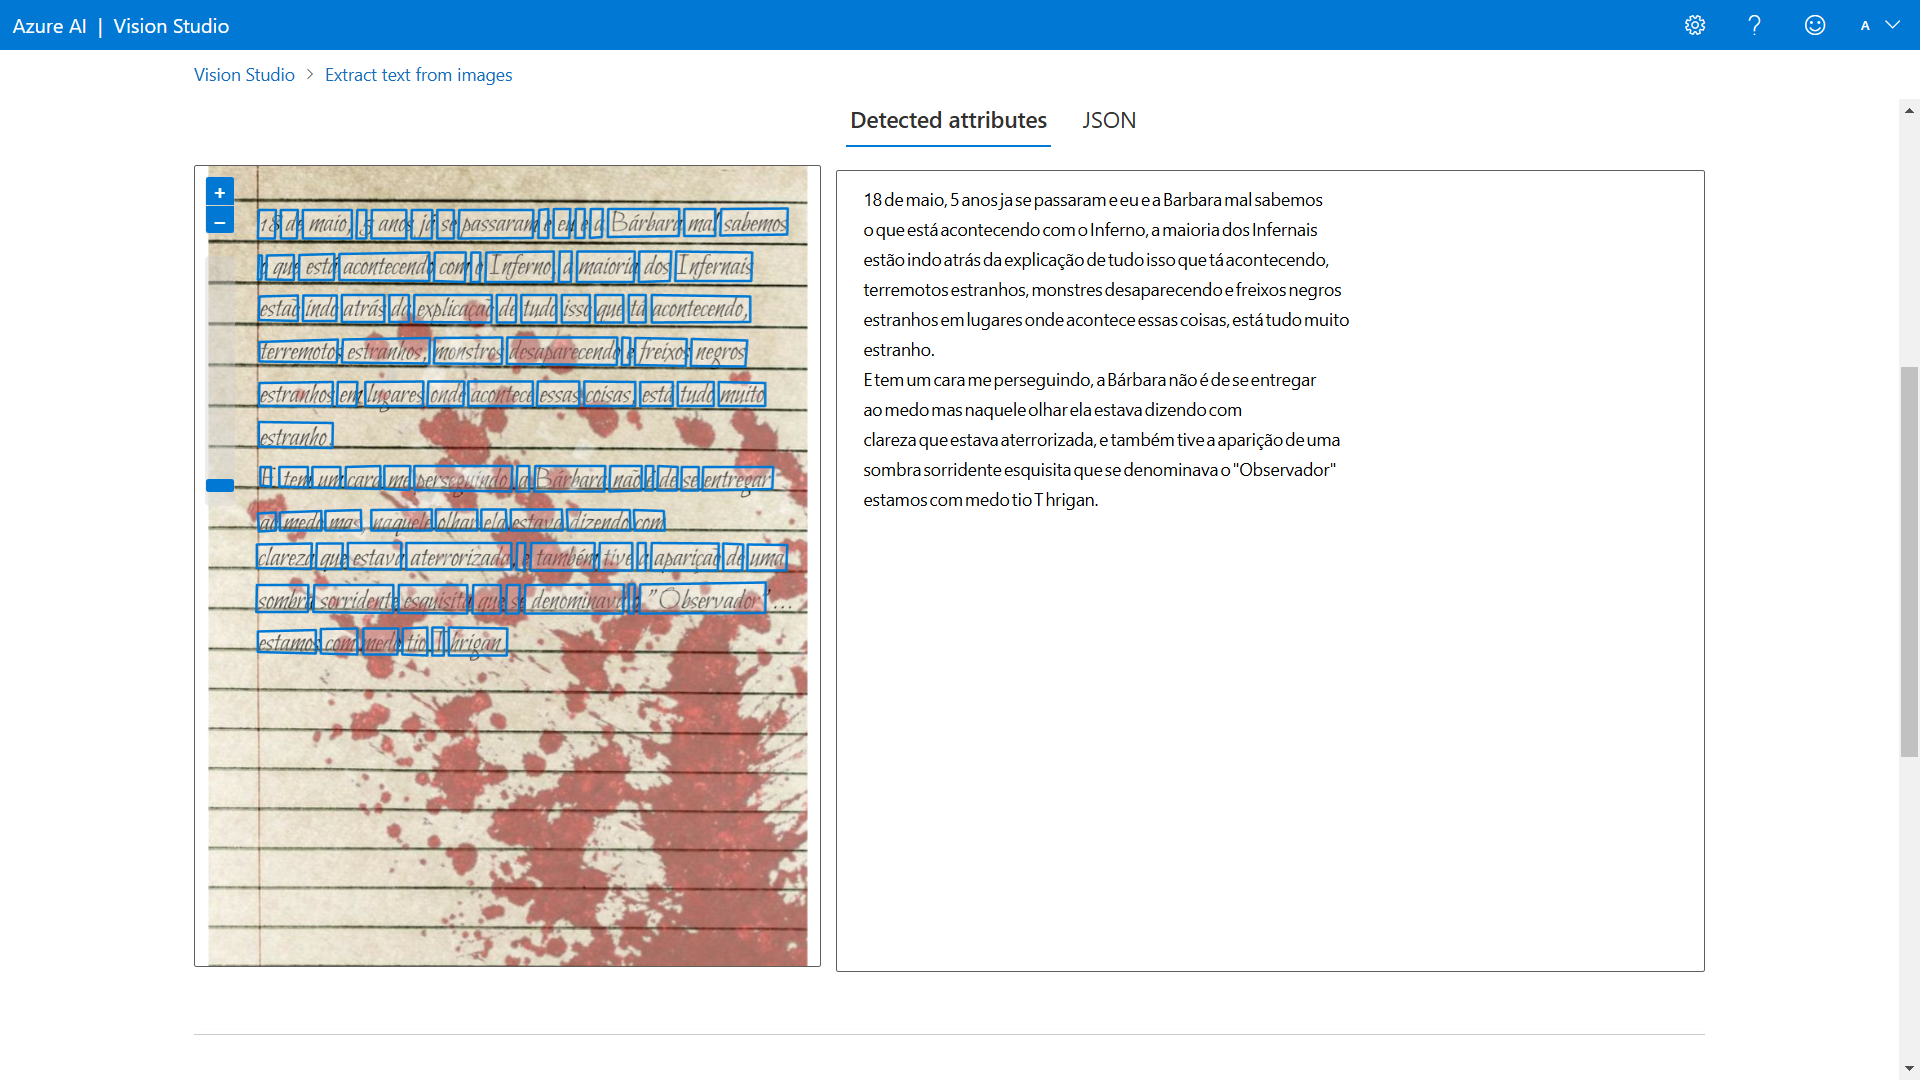 Azure AI | Vision Studio
A
Vision Studio > Extract text from images
Detected attributes
JSON
+
−
18 de maio, 5 anos já se passaram e eu e a Bárbara mal sabemos
o que está acontecendo com o Inferno, a maioria dos Infernais
estão indo atrás da explicação de tudo isso que tá acontecendo,
terremotos estranhos, monstros desaparecendo e freixos negros
estranhos em lugares onde acontece essas coisas, está tudo muito
estranho.
E tem um cara me perseguindo, a Bárbara não é de se entregar
ao medo mas naquele olhar ela estava dizendo com
clareza que estava aterrorizada, e também tive a aparição de uma
sombra sorridente esquisita que se denominava o "Observador"...
estamos com medo tio Thrigan.
18 de maio, 5 anos ja se passaram e eu e a Barbara mal sabemos
o que está acontecendo com o Inferno, a maioria dos Infernais
estão indo atrás da explicação de tudo isso que tá acontecendo,
terremotos estranhos, monstres desaparecendo e freixos negros
estranhos em lugares onde acontece essas coisas, está tudo muito
estranho.
E tem um cara me perseguindo, a Bárbara não é de se entregar
ao medo mas naquele olhar ela estava dizendo com
clareza que estava aterrorizada, e também tive a aparição de uma
sombra sorridente esquisita que se denominava o "Observador"
estamos com medo tio T hrigan.